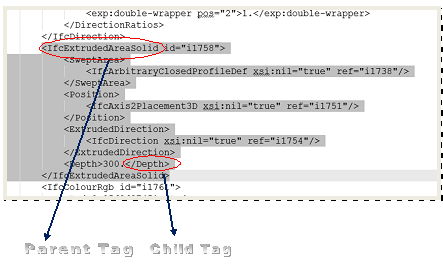 <exp:double-wrapper pos="2">1.</exp:double-wrapper>
</DirectionRatios>
</IfcDirection>
<IfcExtrudedAreaSolid id="i1758">
<SweptArea>
<IfcArbitraryClosedProfileDef xsi:nil="true" ref="i1738"/>
</SweptArea>
<Position>
<IfcAxis2Placement3D xsi:nil="true" ref="i1751"/>
</Position>
<ExtrudedDirection>
<IfcDirection xsi:nil="true" ref="i1754"/>
</ExtrudedDirection>
<Depth>300.</Depth>
</IfcExtrudedAreaSolid>
<IfcColourRgb id="i1761">
Parent Tag Child Tag